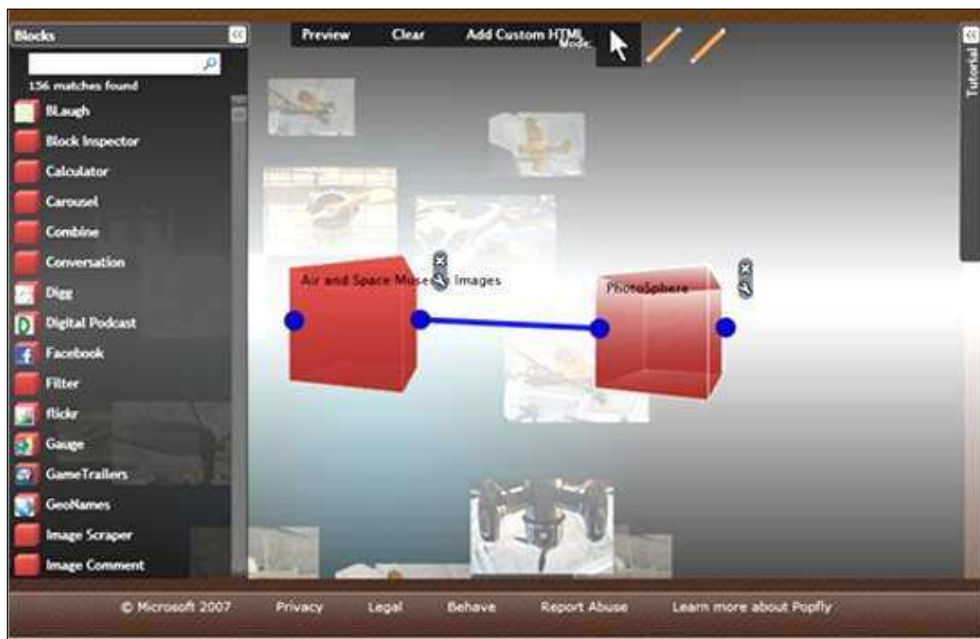 Blocks
Preview Clear Add Custom HTML
Mode:
Tutorial
156 matches found
BLaugh
Block Inspector
Calculator
Carousel
Combine
Conversation
Digg
Digital Podcast
Facebook
Filter
flickr
Gauge
GameTrailers
GeoNames
Image Scraper
Image Comment
Air and Space Museum Images
PhotoSphere
© Microsoft 2007 Privacy Legal Behave Report Abuse Learn more about Popfly